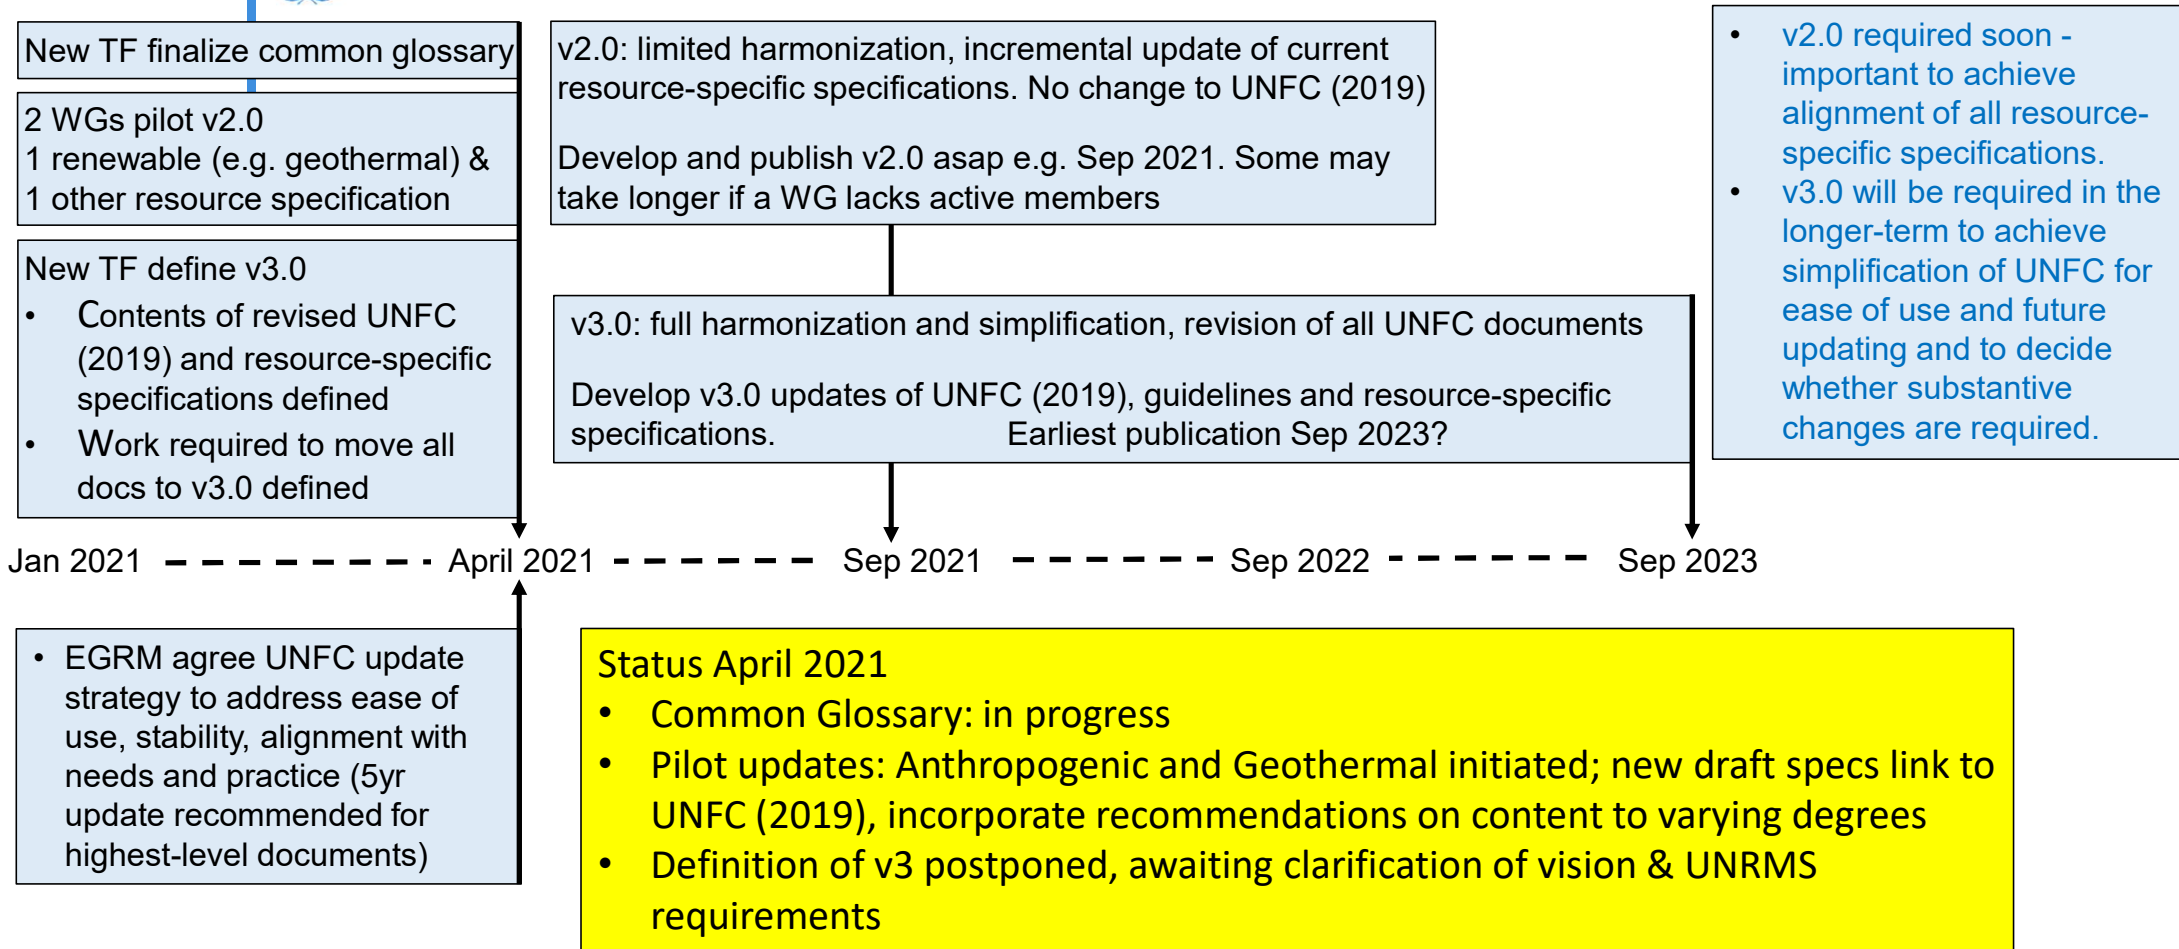 New TF finalize common glossary
2 WGs pilot v2.0
1 renewable (e.g. geothermal) &
1 other resource specification
New TF define v3.0
• Contents of revised UNFC
(2019) and resource-specific
specifications defined
• Work required to move all
docs to v3.0 defined
v2.0: limited harmonization, incremental update of current
resource-specific specifications. No change to UNFC (2019)
Develop and publish v2.0 asap e.g. Sep 2021. Some may
take longer if a WG lacks active members
v3.0: full harmonization and simplification, revision of all UNFC documents
Develop v3.0 updates of UNFC (2019), guidelines and resource-specific
specifications. Earliest publication Sep 2023?
• v2.0 required soon -
important to achieve
alignment of all resource-
specific specifications.
• v3.0 will be required in the
longer-term to achieve
simplification of UNFC for
ease of use and future
updating and to decide
whether substantive
changes are required.
Jan 2021 April 2021 Sep 2021 Sep 2022 Sep 2023
• EGRM agree UNFC update
strategy to address ease of
use, stability, alignment with
needs and practice (5yr
update recommended for
highest-level documents)
Status April 2021
• Common Glossary: in progress
• Pilot updates: Anthropogenic and Geothermal initiated; new draft specs link to
UNFC (2019), incorporate recommendations on content to varying degrees
• Definition of v3 postponed, awaiting clarification of vision & UNRMS
requirements